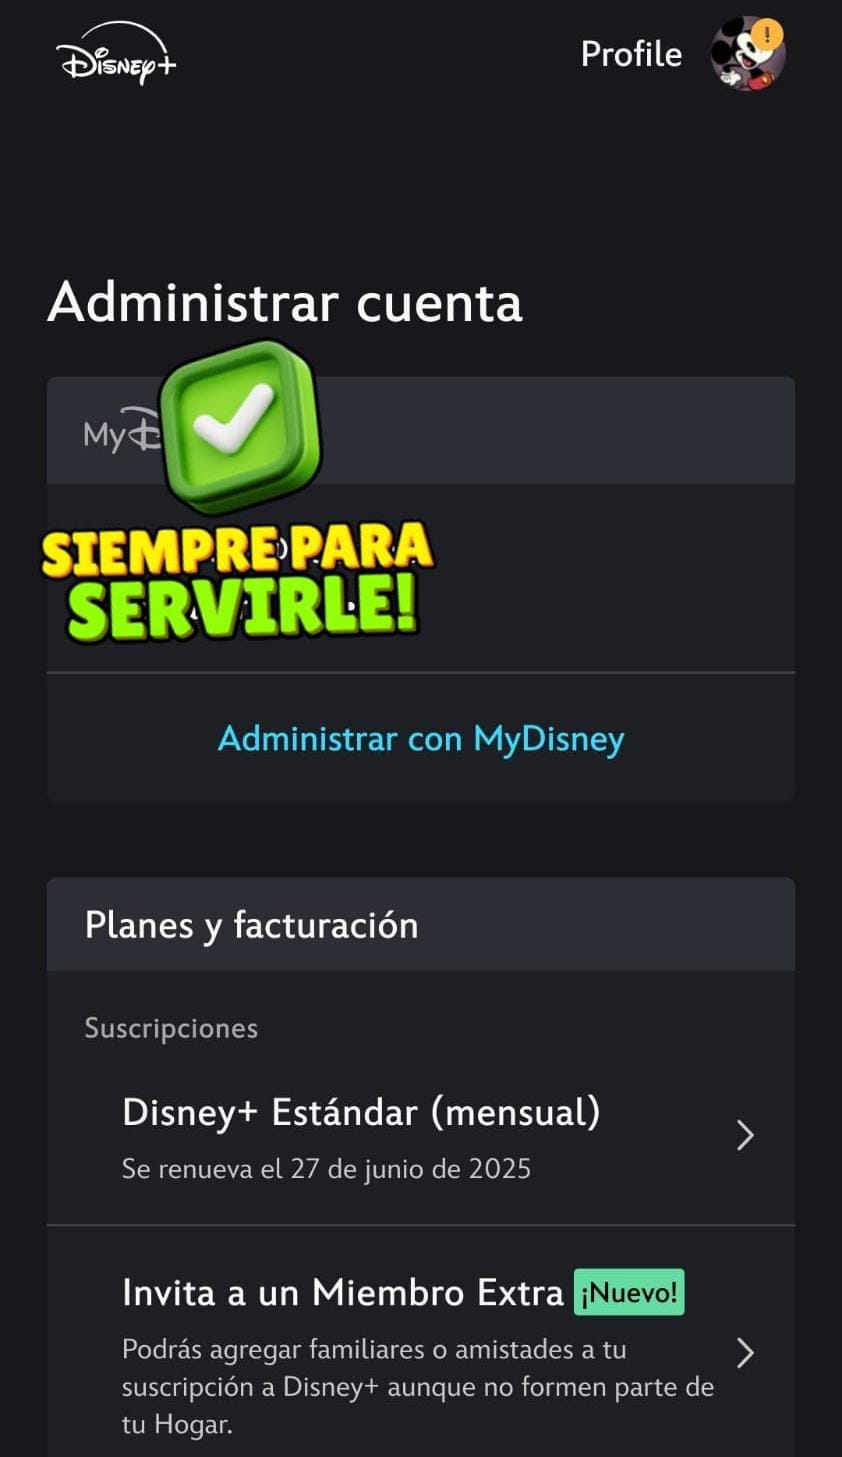 Disney+
Profile
Administrar cuenta
SIEMPRE PARA
SERVIRLE!
Administrar con MyDisney
Planes y facturación
Suscripciones
Disney+ Estándar (mensual)
Se renueva el 27 de junio de 2025
Invita a un Miembro Extra ¡Nuevo!
Podrás agregar familiares o amistades a tu
suscripción a Disney+ aunque no formen parte de
tu Hogar.